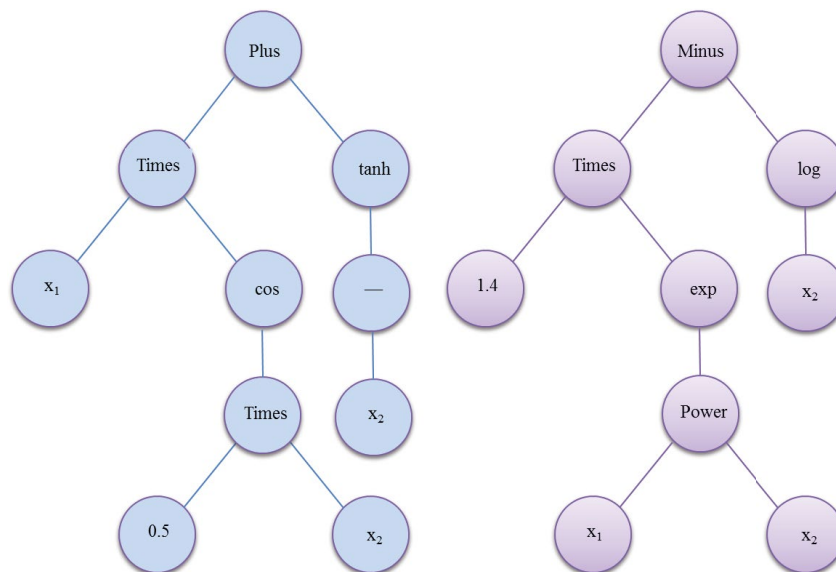 Plus
Minus
Times
tanh
Times
log
x₁
cos
—
1.4
exp
x₂
Times
x₂
Power
0.5
x₂
x₁
x₂